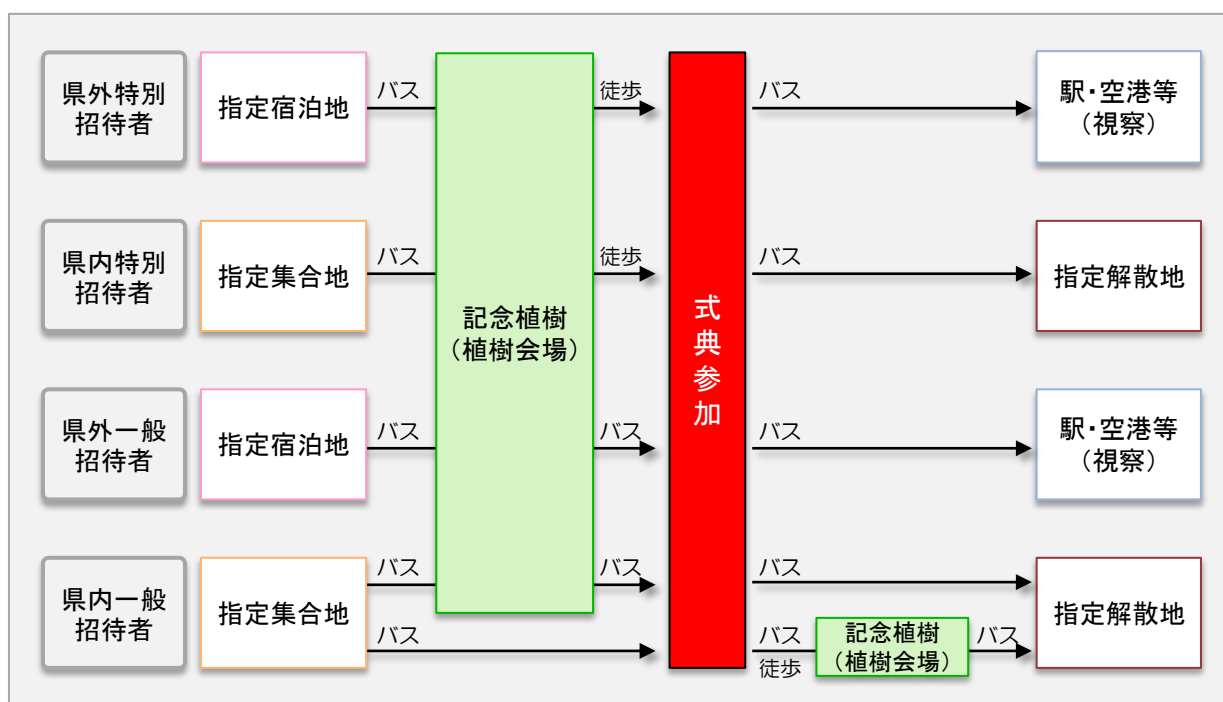 県外特別
招待者
指定宿泊地
バス
徒歩
バス
駅・空港等
（視察）
県内特別
招待者
指定集合地
バス
徒歩
バス
指定解散地
記念植樹
（植樹会場）
式
典
参
加
県外一般
招待者
指定宿泊地
バス
バス
バス
駅・空港等
（視察）
県内一般
招待者
指定集合地
バス
バス
バス
指定解散地
バス
バス
徒歩
記念植樹
（植樹会場）
バス